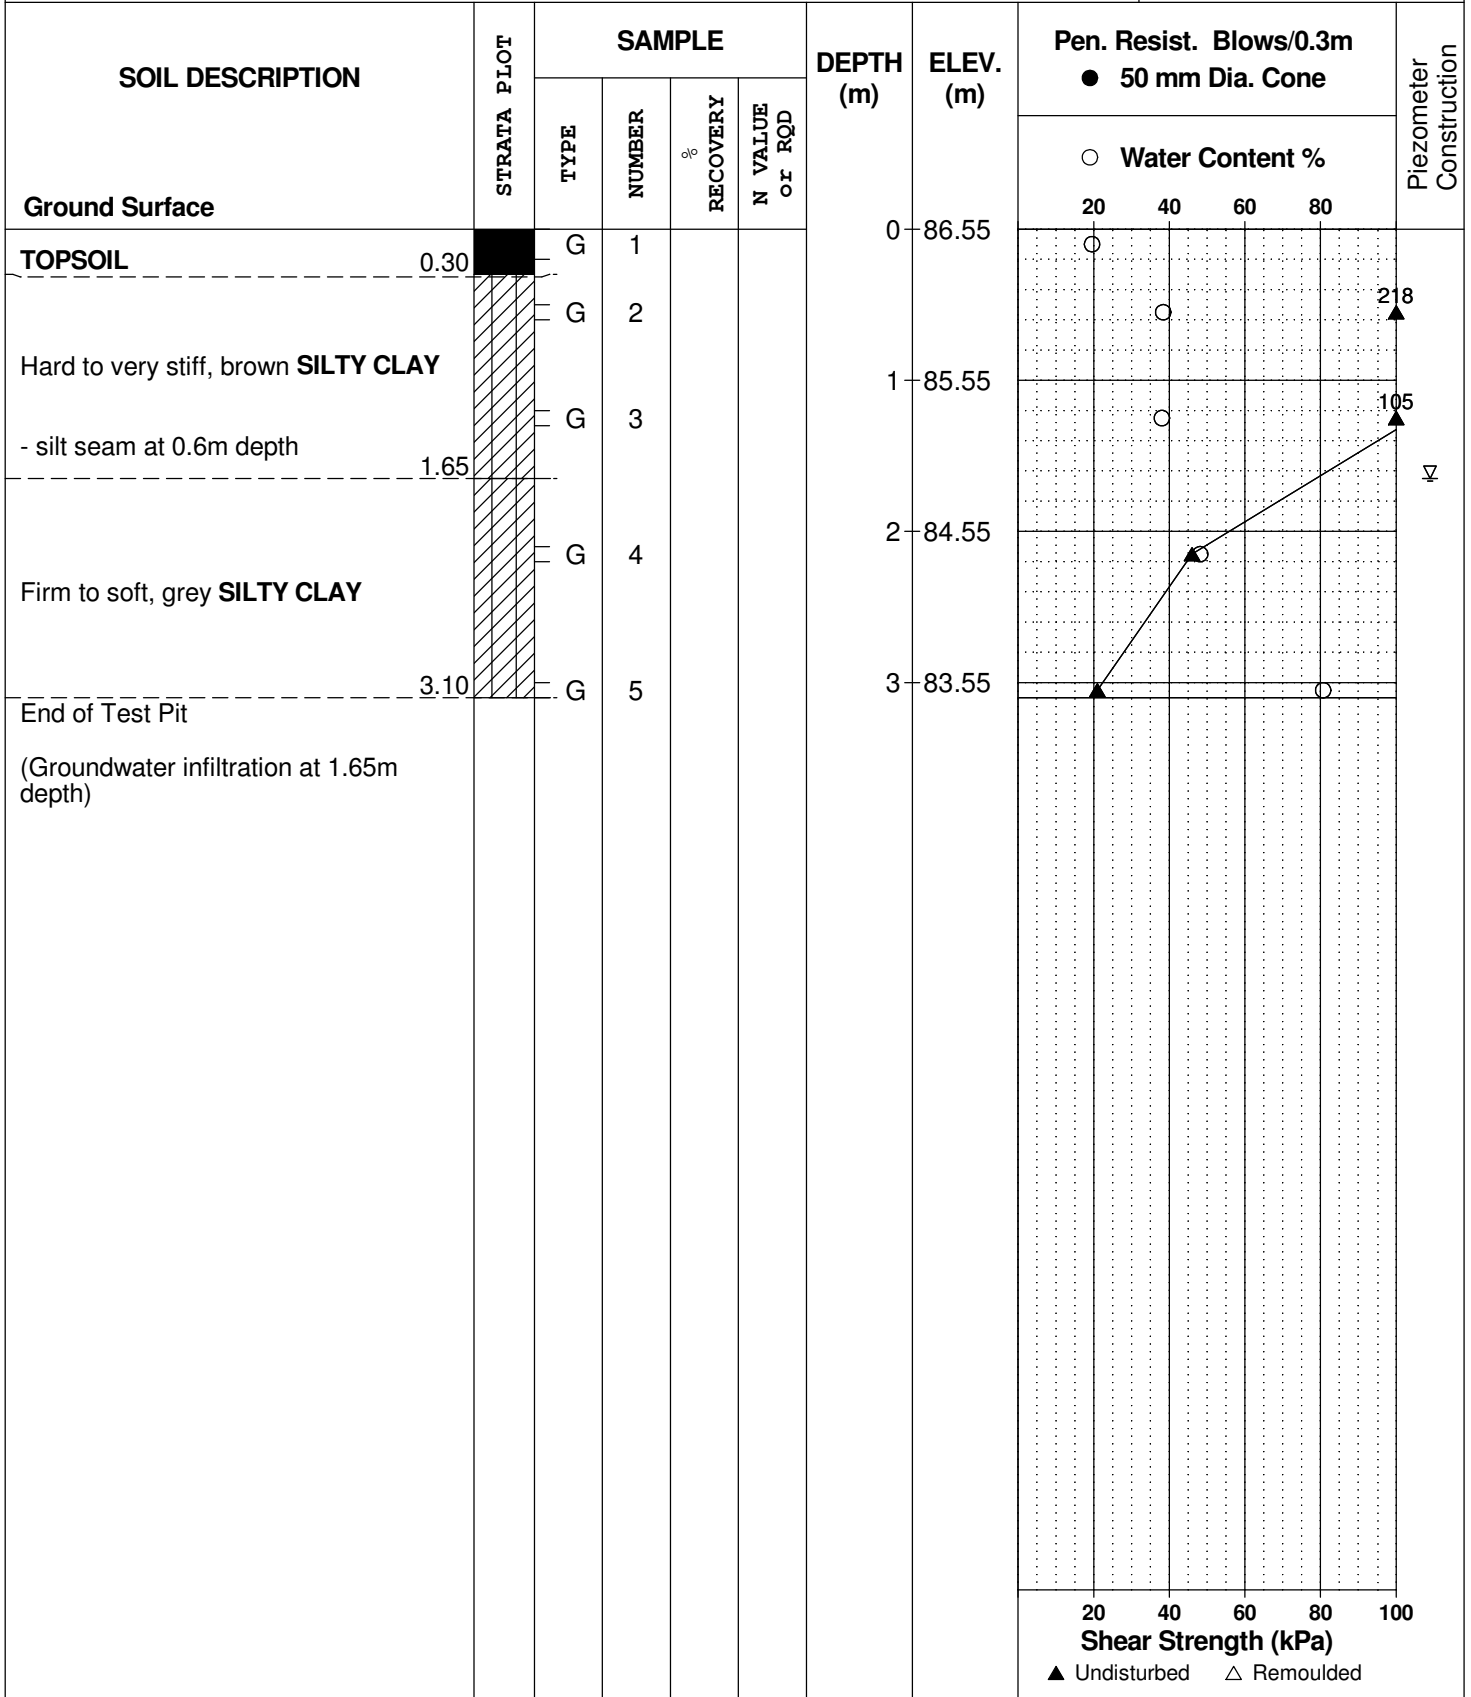 SOIL DESCRIPTION
Ground Surface
STRATA PLOT
SAMPLE
TYPE
NUMBER
%
RECOVERY
N VALUE
or RQD
DEPTH
(m)
ELEV.
(m)
Pen. Resist. Blows/0.3m
● 50 mm Dia. Cone
○ Water Content %
20 40 60 80
Piezometer
Construction
0 86.55
TOPSOIL 0.30
G 1
G 2
218
Hard to very stiff, brown SILTY CLAY
1 85.55
G 3
105
- silt seam at 0.6m depth
1.65
2 84.55
G 4
Firm to soft, grey SILTY CLAY
3.10
G 5
3 83.55
End of Test Pit
(Groundwater infiltration at 1.65m
depth)
20 40 60 80 100
Shear Strength (kPa)
▲ Undisturbed △ Remoulded